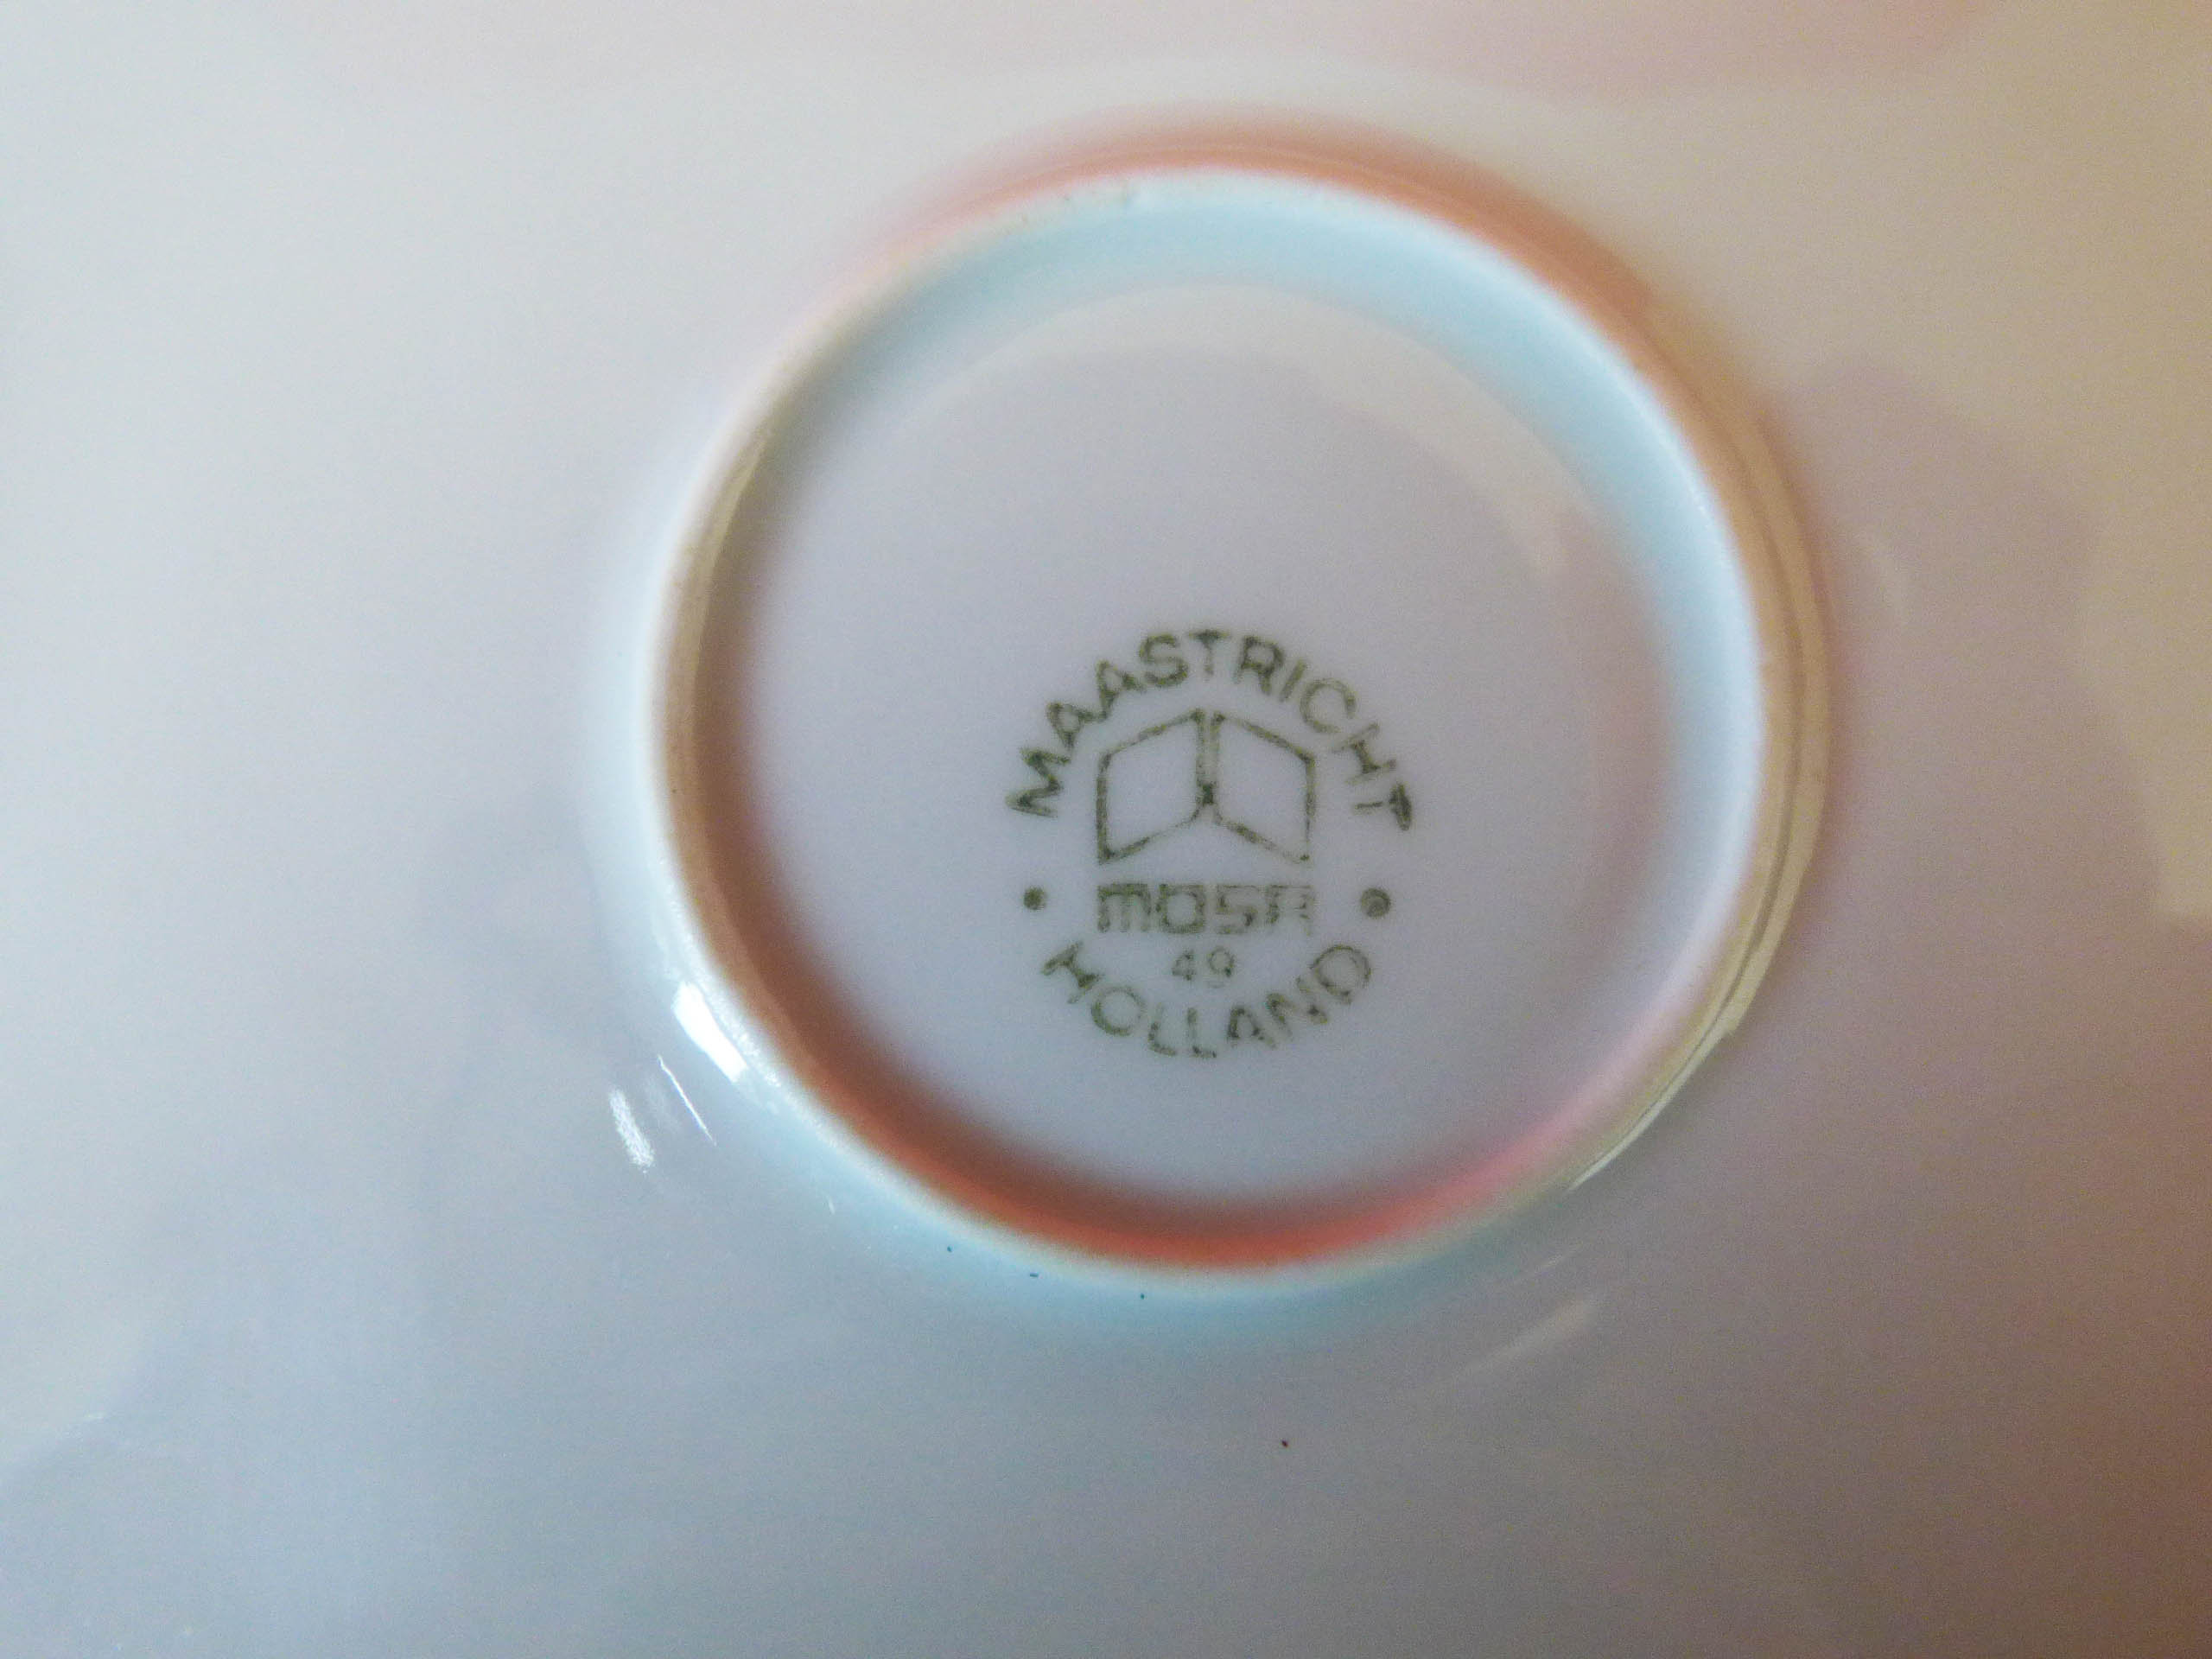 MAASTRICHT
mosa
49
HOLLAND